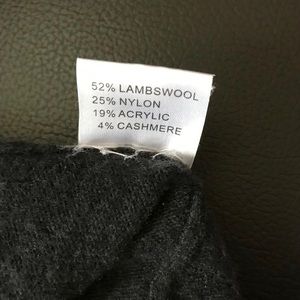 52% LAMBSWOOL
25% NYLON
19% ACRYLIC
4% CASHMERE